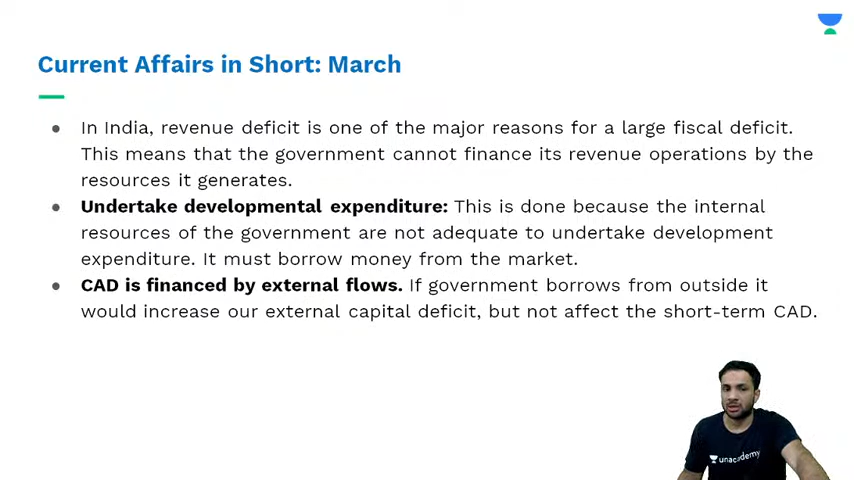 Current Affairs in Short: March
● In India, revenue deficit is one of the major reasons for a large fiscal deficit.
This means that the government cannot finance its revenue operations by the
resources it generates.
● Undertake developmental expenditure: This is done because the internal
resources of the government are not adequate to undertake development
expenditure. It must borrow money from the market.
● CAD is financed by external flows. If government borrows from outside it
would increase our external capital deficit, but not affect the short-term CAD.
unacademy